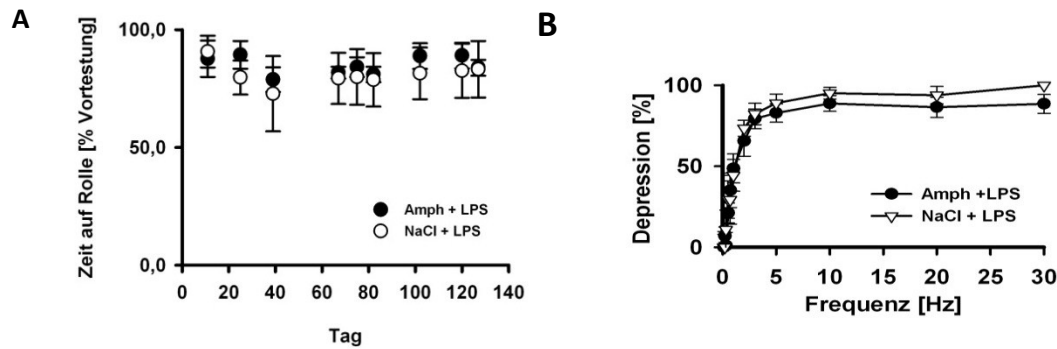 A
Zeit auf Rolle [% Vortestung]
100,0
50,0
0,0
Amph + LPS
NaCl + LPS
0 20 40 60 80 100 120 140
Tag
B
Depression [%]
100
50
0
Amph +LPS
NaCl + LPS
0 5 10 15 20 25 30
Frequenz [Hz]